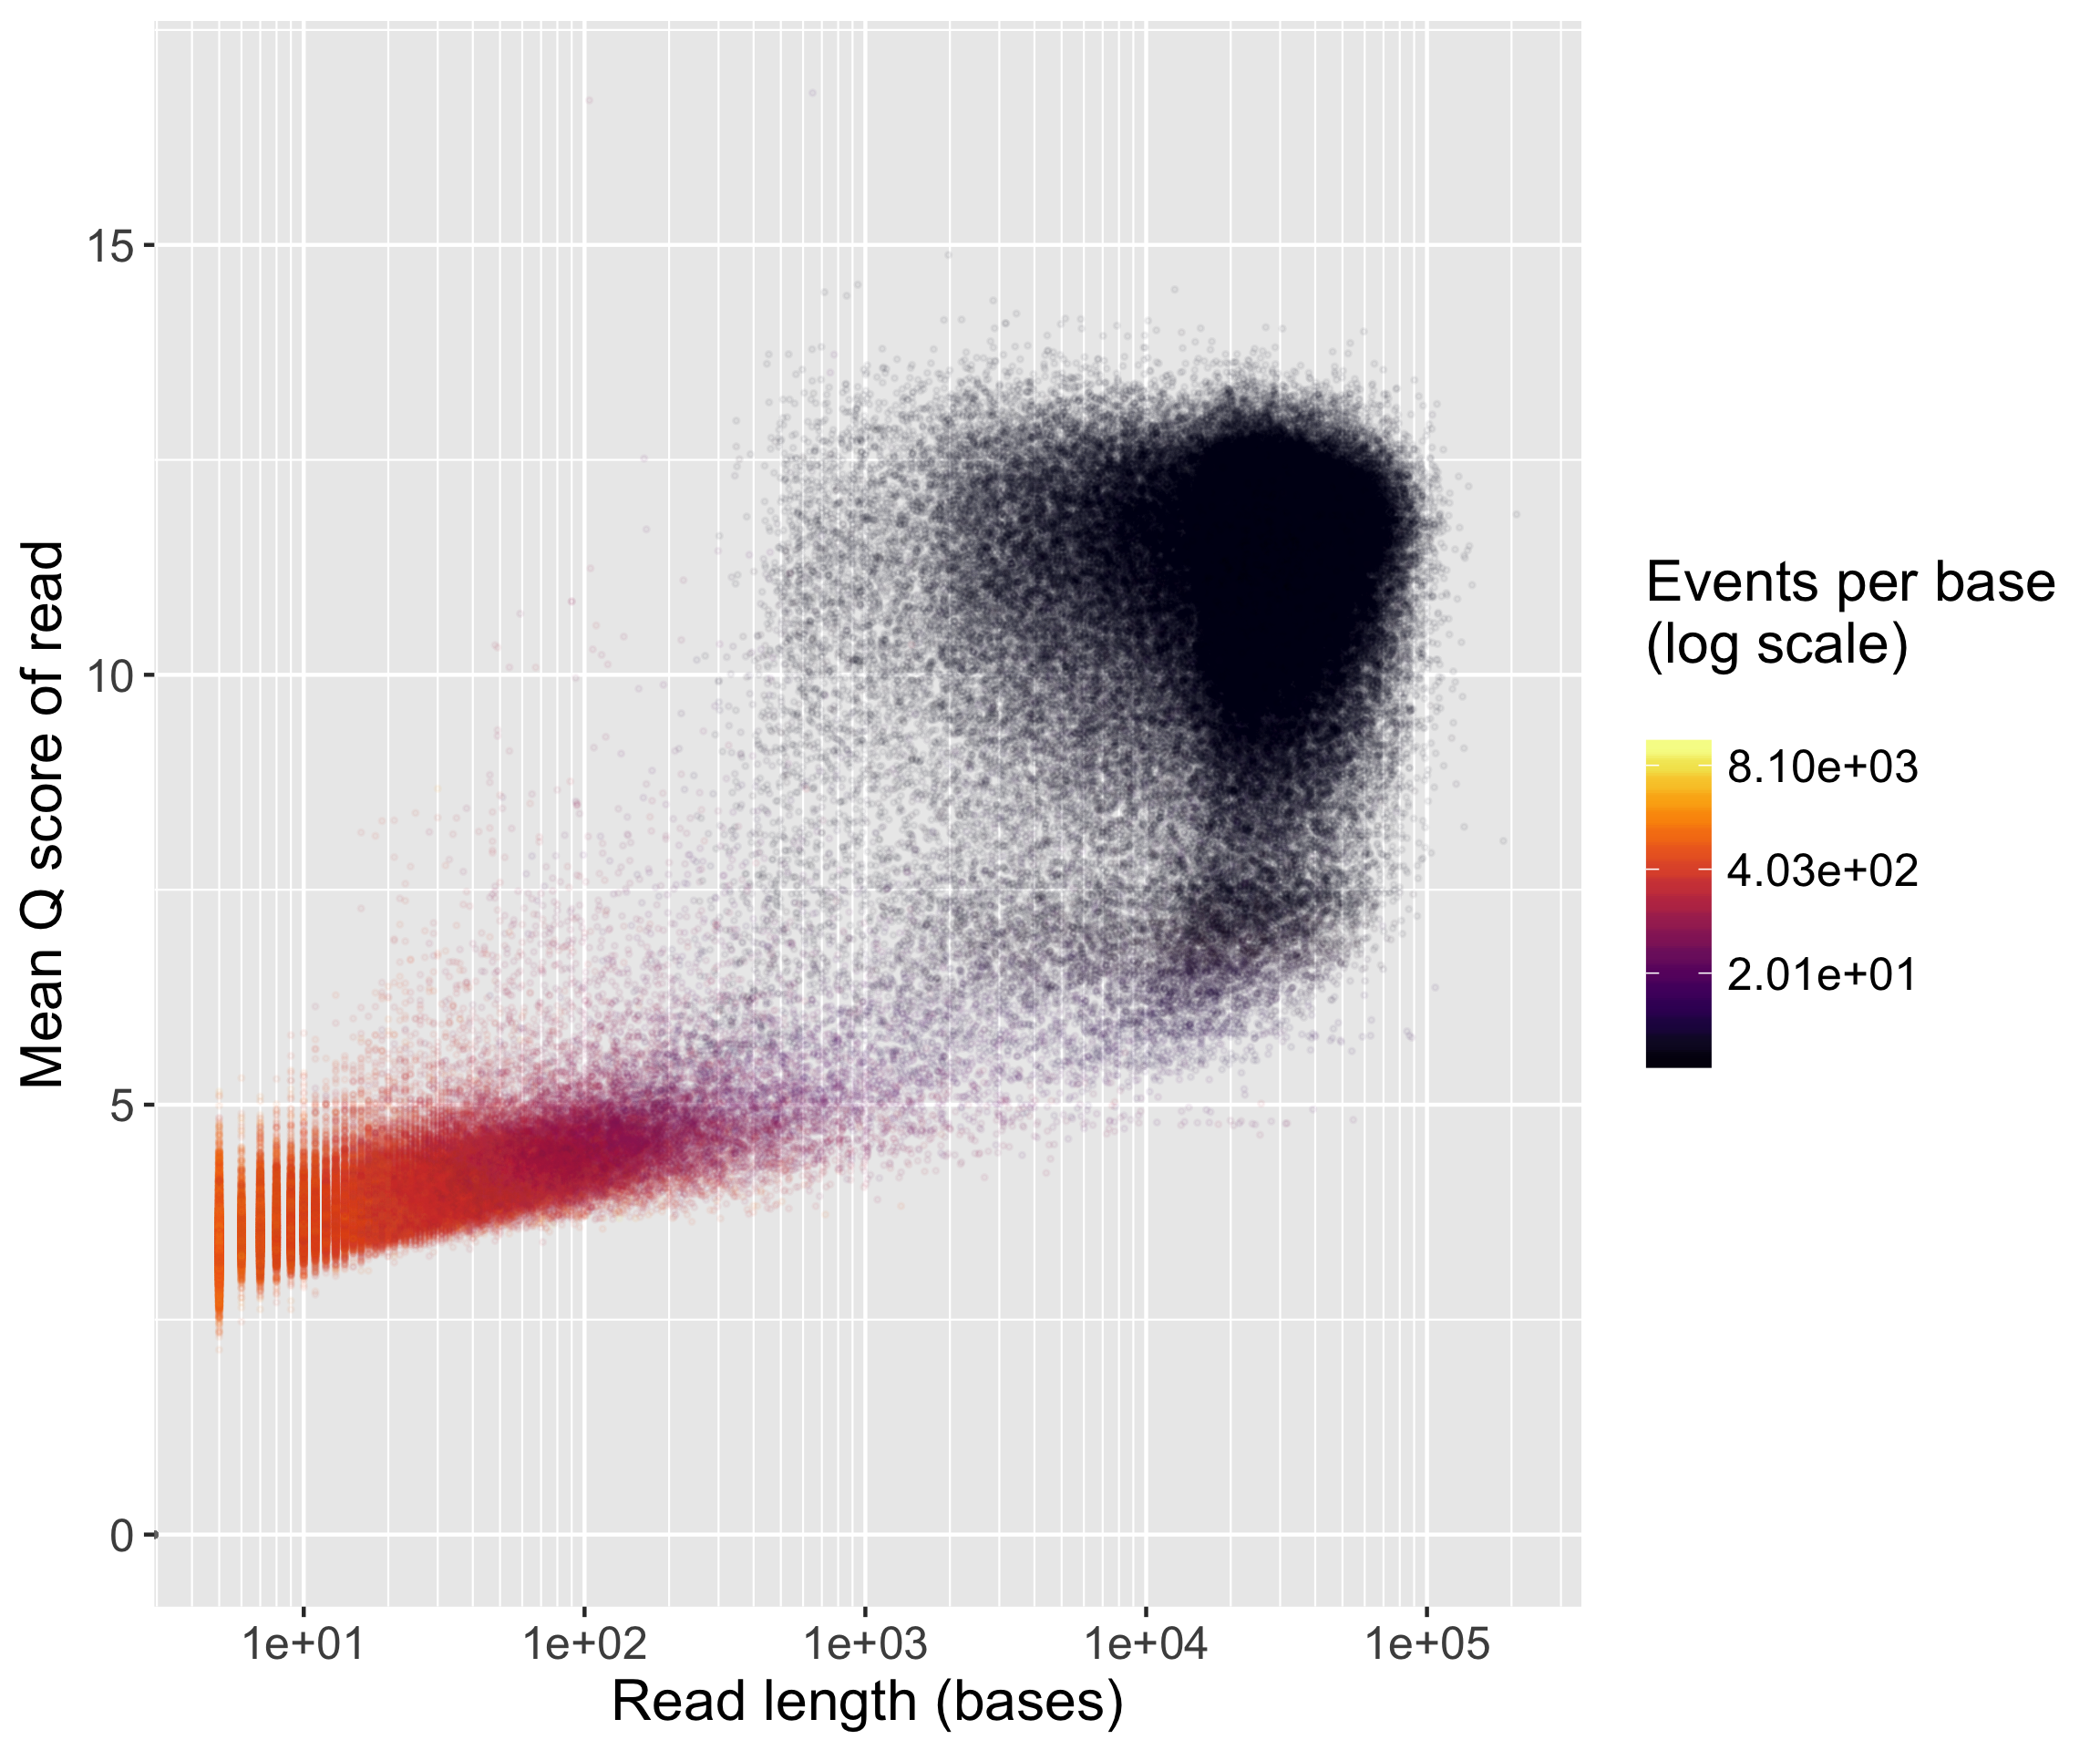 Mean Q score of read
15
10
5
0
1e+01 1e+02 1e+03 1e+04 1e+05
Read length (bases)
Events per base
(log scale)
8.10e+03
4.03e+02
2.01e+01